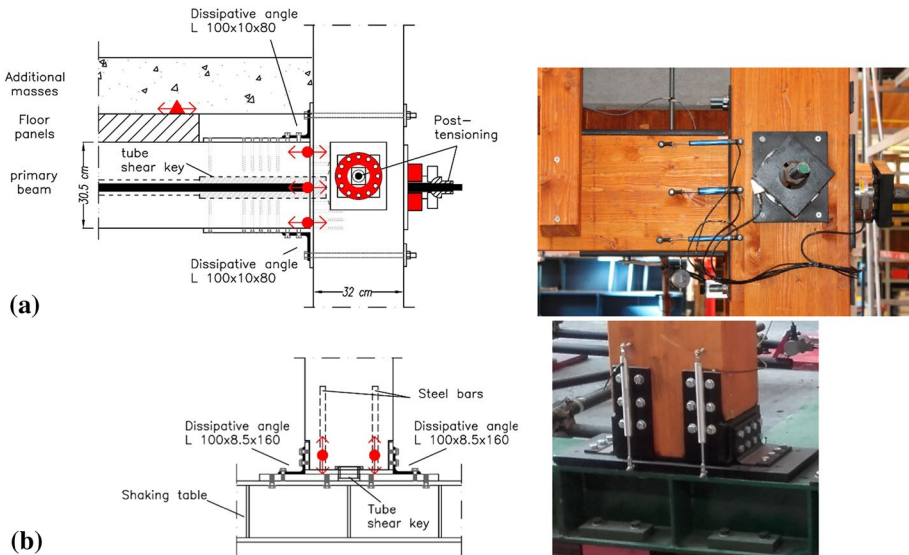 Dissipative angle
L 100x10x80
Additional
masses
Floor
panels
primary
beam
30.5 cm
tube
shear key
Post-
tensioning
Dissipative angle
L 100x10x80
32 cm
(a)
Steel bars
Dissipative angle
L 100x8.5x160
Dissipative angle
L 100x8.5x160
Shaking table
Tube
shear key
(b)